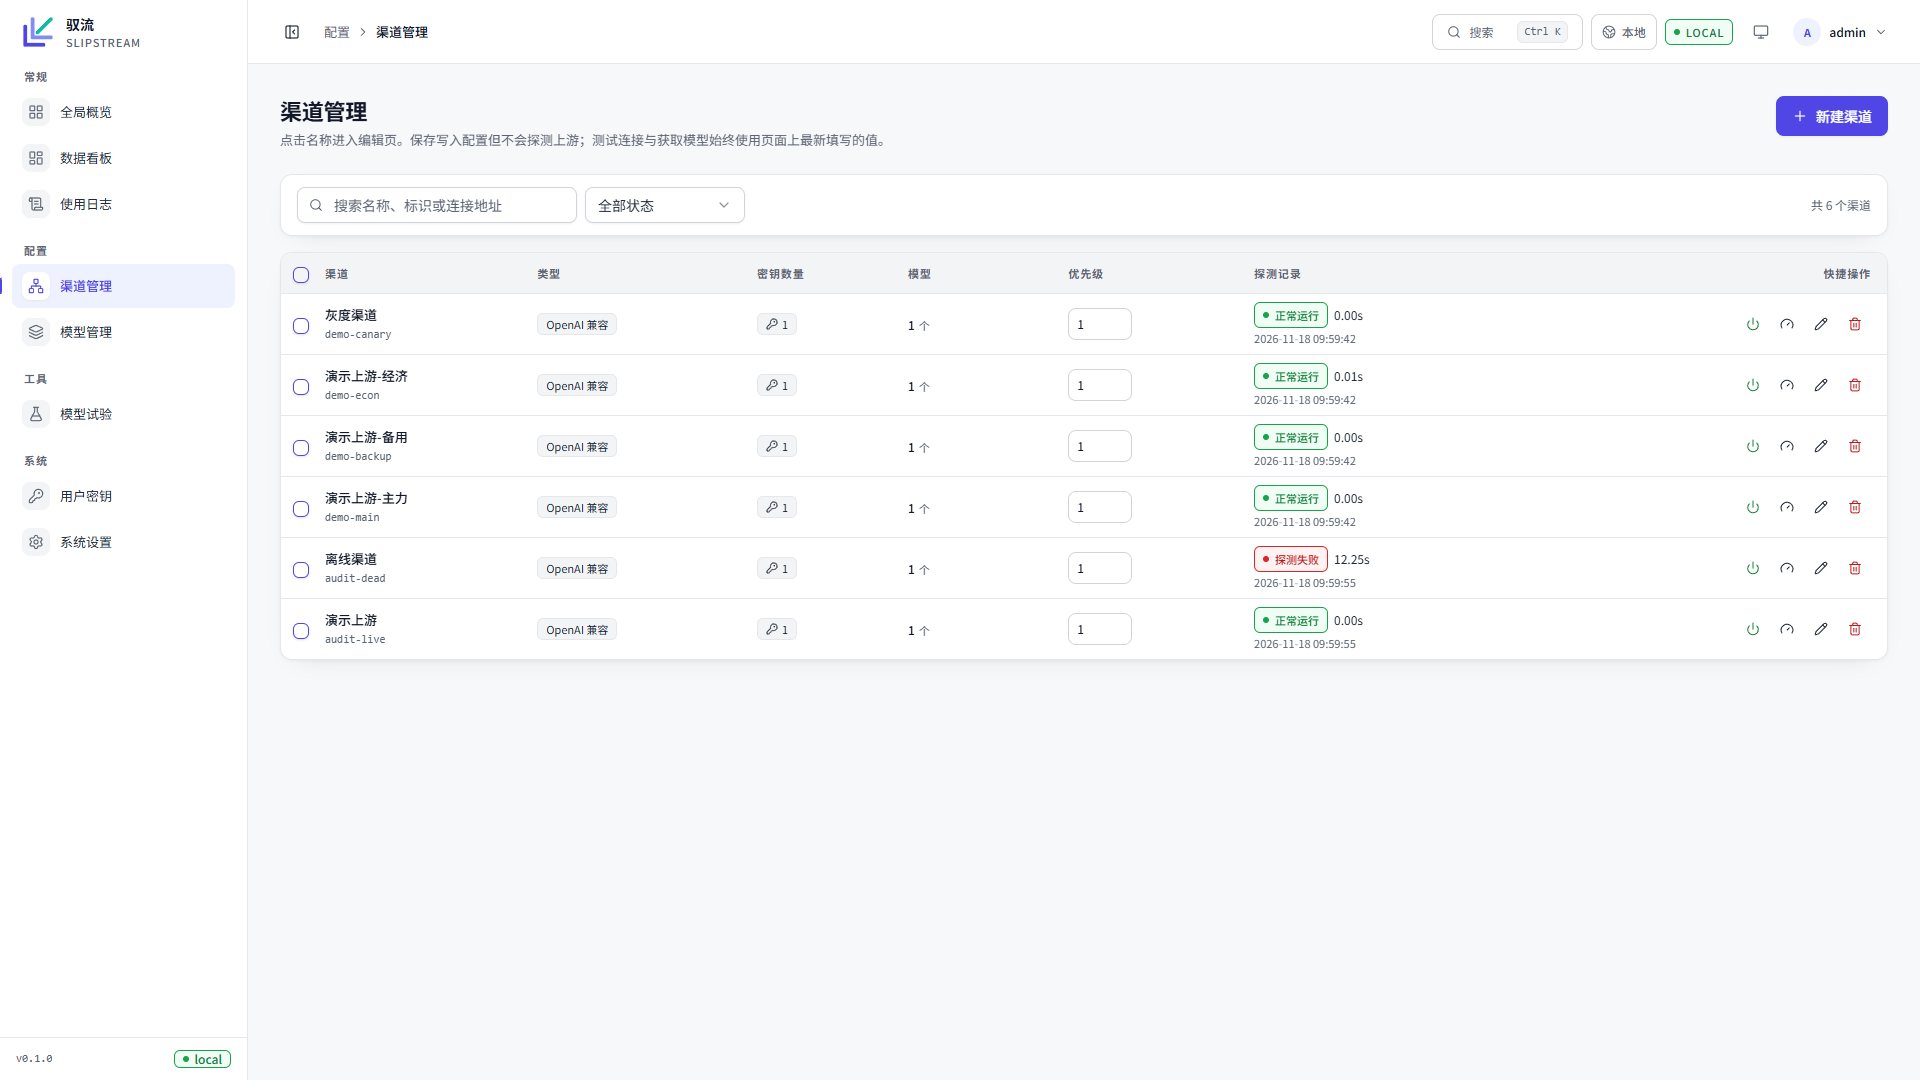 驭流
SLIPSTREAM
常规
全局概览
数据看板
使用日志
配置
渠道管理
模型管理
工具
模型试验
系统
用户密钥
系统设置
v0.1.0
local
配置
渠道管理
搜索
Ctrl K
本地
LOCAL
A
admin
渠道管理
点击名称进入编辑页。保存写入配置但不会探测上游；测试连接与获取模型始终使用页面上最新填写的值。
新建渠道
搜索名称、标识或连接地址
全部状态
共 6 个渠道
渠道 类型 密钥数量 模型 优先级 探测记录 快捷操作
灰度渠道
demo-canary
OpenAI 兼容
1
1 个
1
正常运行 0.00s
2026-11-18 09:59:42
演示上游-经济
demo-econ
OpenAI 兼容
1
1 个
1
正常运行 0.01s
2026-11-18 09:59:42
演示上游-备用
demo-backup
OpenAI 兼容
1
1 个
1
正常运行 0.00s
2026-11-18 09:59:42
演示上游-主力
demo-main
OpenAI 兼容
1
1 个
1
正常运行 0.00s
2026-11-18 09:59:42
离线渠道
audit-dead
OpenAI 兼容
1
1 个
1
探测失败 12.25s
2026-11-18 09:59:55
演示上游
audit-live
OpenAI 兼容
1
1 个
1
正常运行 0.00s
2026-11-18 09:59:55